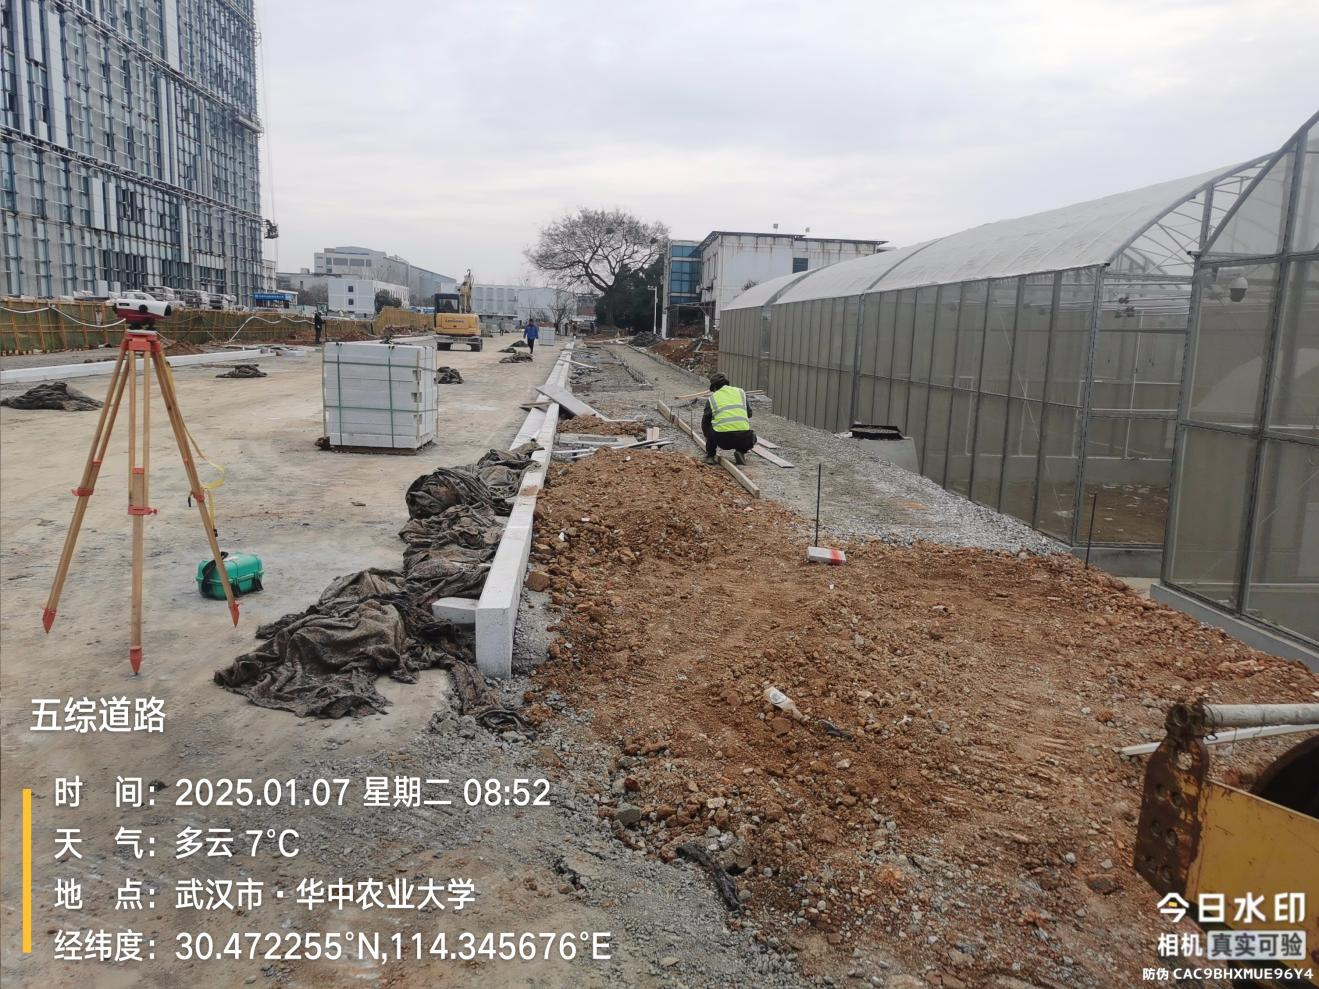 五综道路
时 间：2025.01.07 星期二 08:52
天 气：多云 7°C
地 点：武汉市·华中农业大学
经纬度：30.472255°N,114.345676°E
今日水印
相机 真实可验
防伪 CAC9BHXMUE96Y4